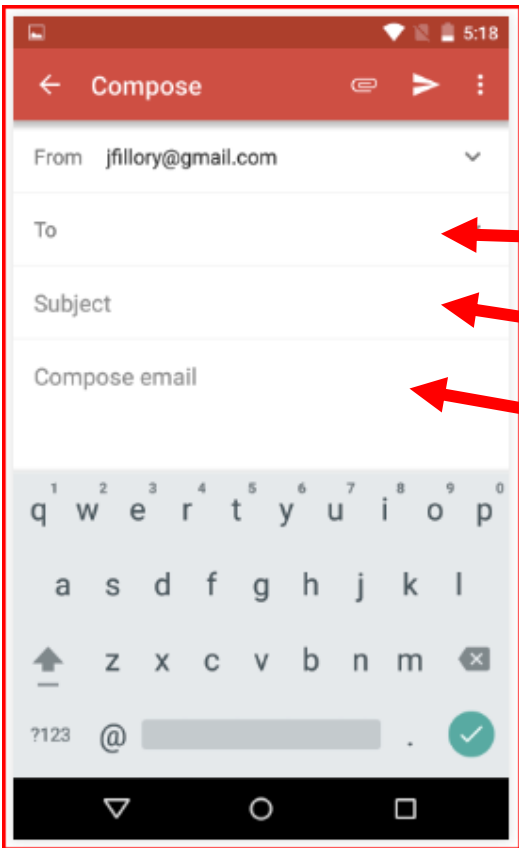 5:18
Compose
From jfillory@gmail.com
To
Subject
Compose email
1 2 3 4 5 6 7 8 9 0
q w e r t y u i o p
a s d f g h j k l
z x c v b n m
?123 @ .